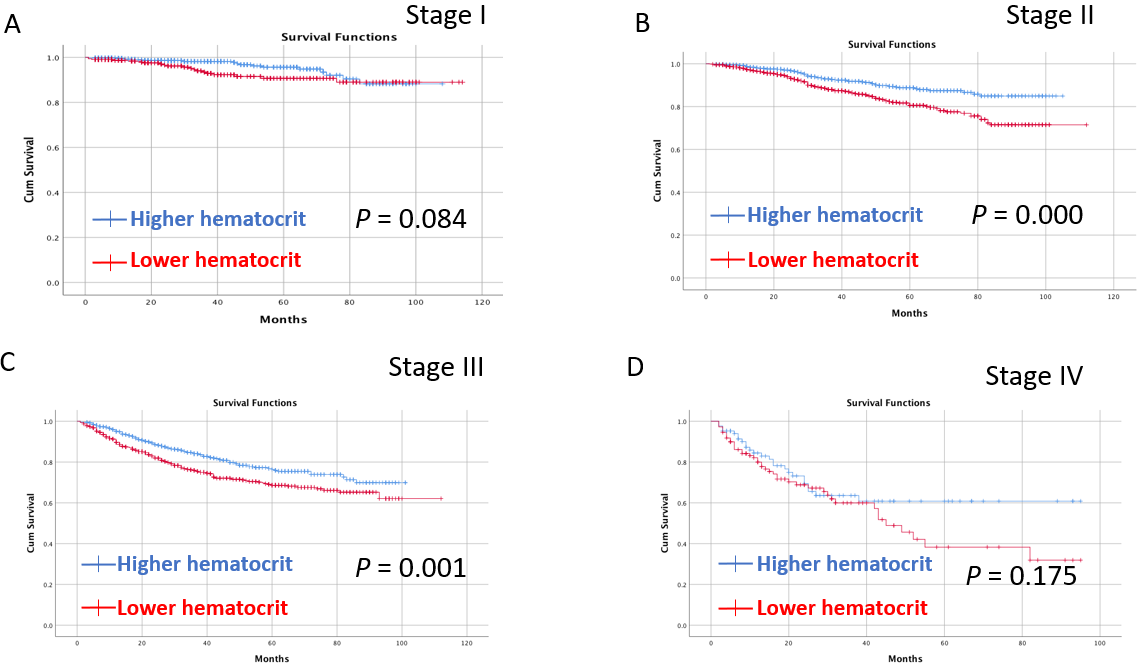 A
Stage I
Survival Functions
1.0
0.8
0.6
0.4
0.2
0.0
Cum Survival
Higher hematocrit
P = 0.084
Lower hematocrit
0 20 40 60 80 100 120
Months
B
Stage II
Survival Functions
1.0
0.8
0.6
0.4
0.2
0.0
Cum Survival
Higher hematocrit
P = 0.000
Lower hematocrit
0 20 40 60 80 100 120
Months
C
Stage III
Survival Functions
1.0
0.8
0.6
0.4
0.2
0.0
Cum Survival
Higher hematocrit
P = 0.001
Lower hematocrit
0 20 40 60 80 100 120
Months
D
Stage IV
Survival Functions
1.0
0.8
0.6
0.4
0.2
0.0
Cum Survival
Higher hematocrit
P = 0.175
Lower hematocrit
0 20 40 60 80 100
Months